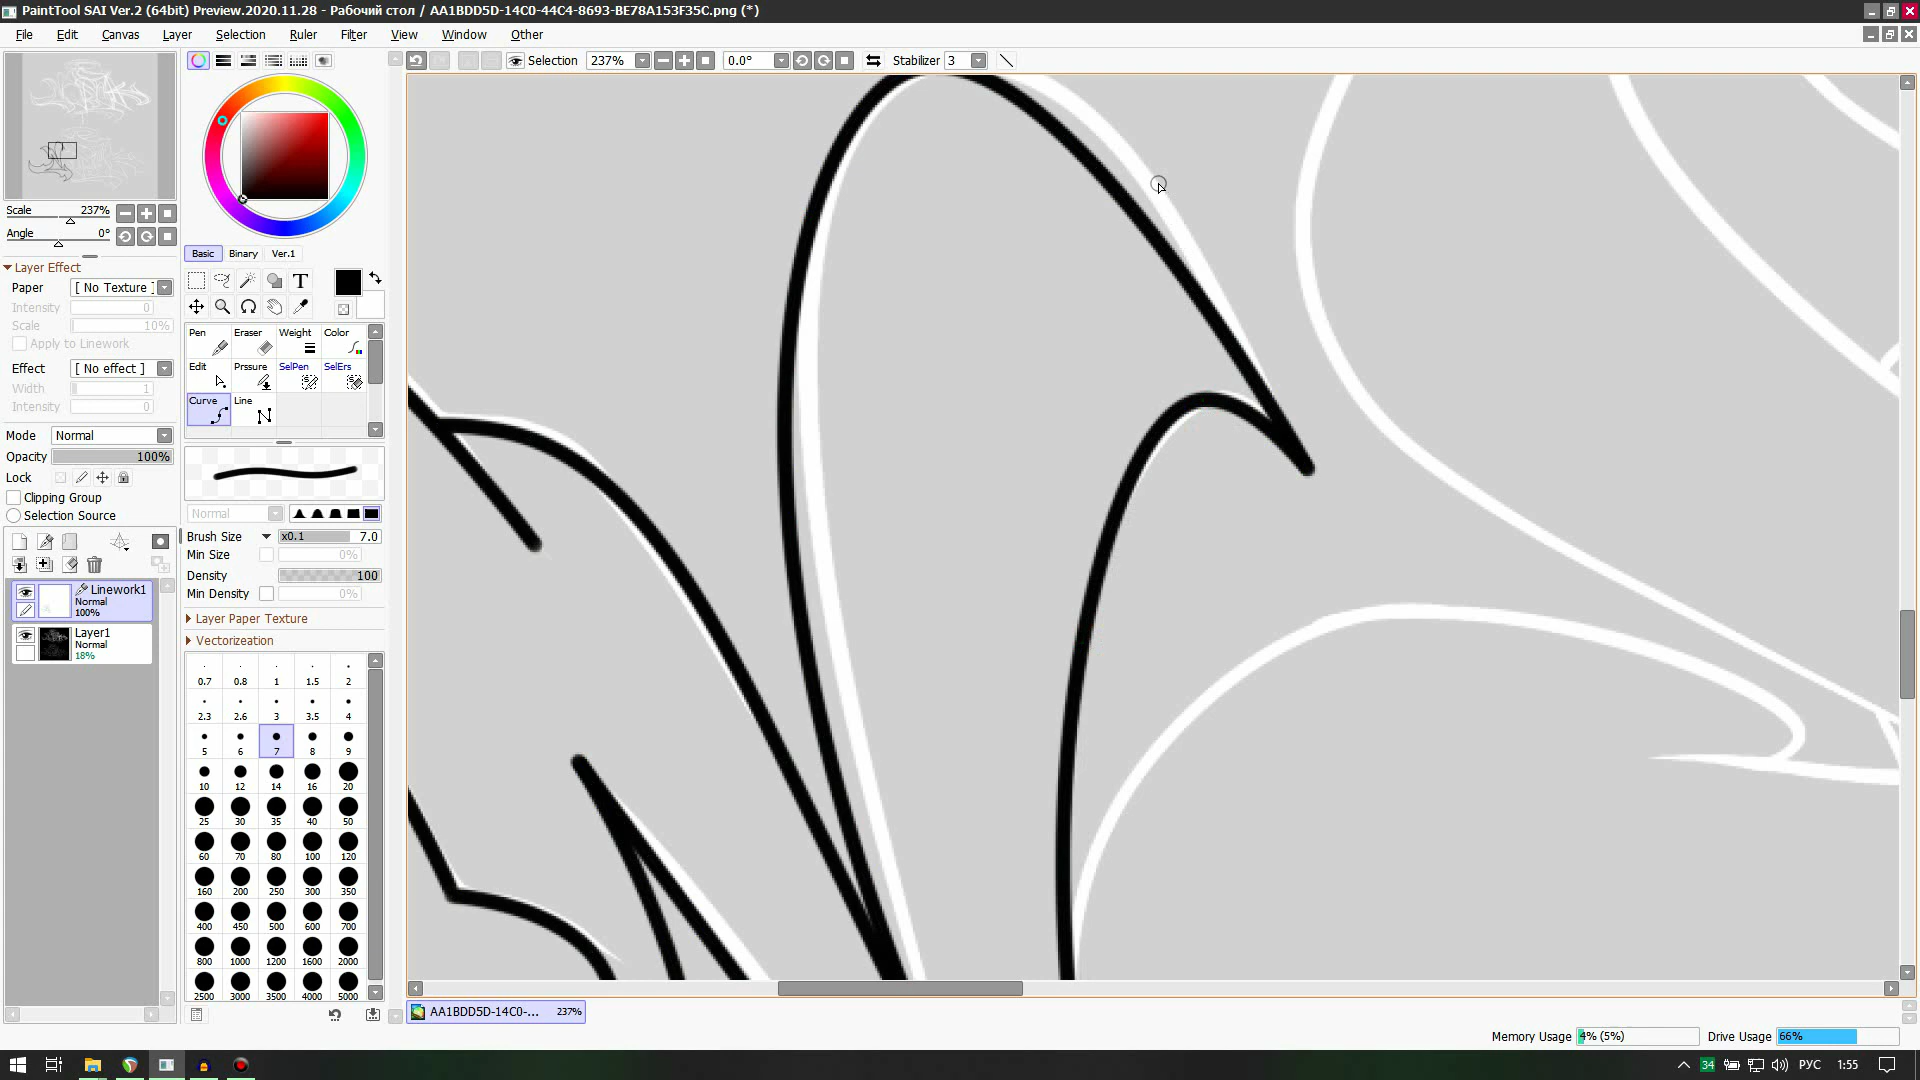 PaintTool SAI Ver.2 (64bit) Preview.2020.11.28 - Рабочий стол / AA1BDD5D-14C0-44C4-8693-BE78A153F35C.png (*)
File Edit Canvas Layer Selection Ruler Filter View Window Other
Selection 237% 0.0° Stabilizer 3
Scale 237%
Angle 0°
Layer Effect
Paper [ No Texture ]
Intensity 0
Scale 10%
Apply to Linework
Effect [ No effect ]
Width 1
Intensity 0
Mode Normal
Opacity 100%
Lock
Clipping Group
Selection Source
Linework1
Normal
100%
Layer1
Normal
18%
Basic Binary Ver.1
T
Pen Eraser Weight Color
Edit Prssure SelPen SelErs
Curve Line
Normal
Brush Size x0.1 7.0
Min Size 0%
Density 100
Min Density 0%
Layer Paper Texture
Vectorizeation
0.7 0.8 1 1.5 2
2.3 2.6 3 3.5 4
5 6 7 8 9
10 12 14 16 20
25 30 35 40 50
60 70 80 100 120
160 200 250 300 350
400 450 500 600 700
800 1000 1200 1600 2000
2500 3000 3500 4000 5000
AA1BDD5D-14C0-... 237%
Memory Usage 4% (5%) Drive Usage 66%
34 РУС 1:55